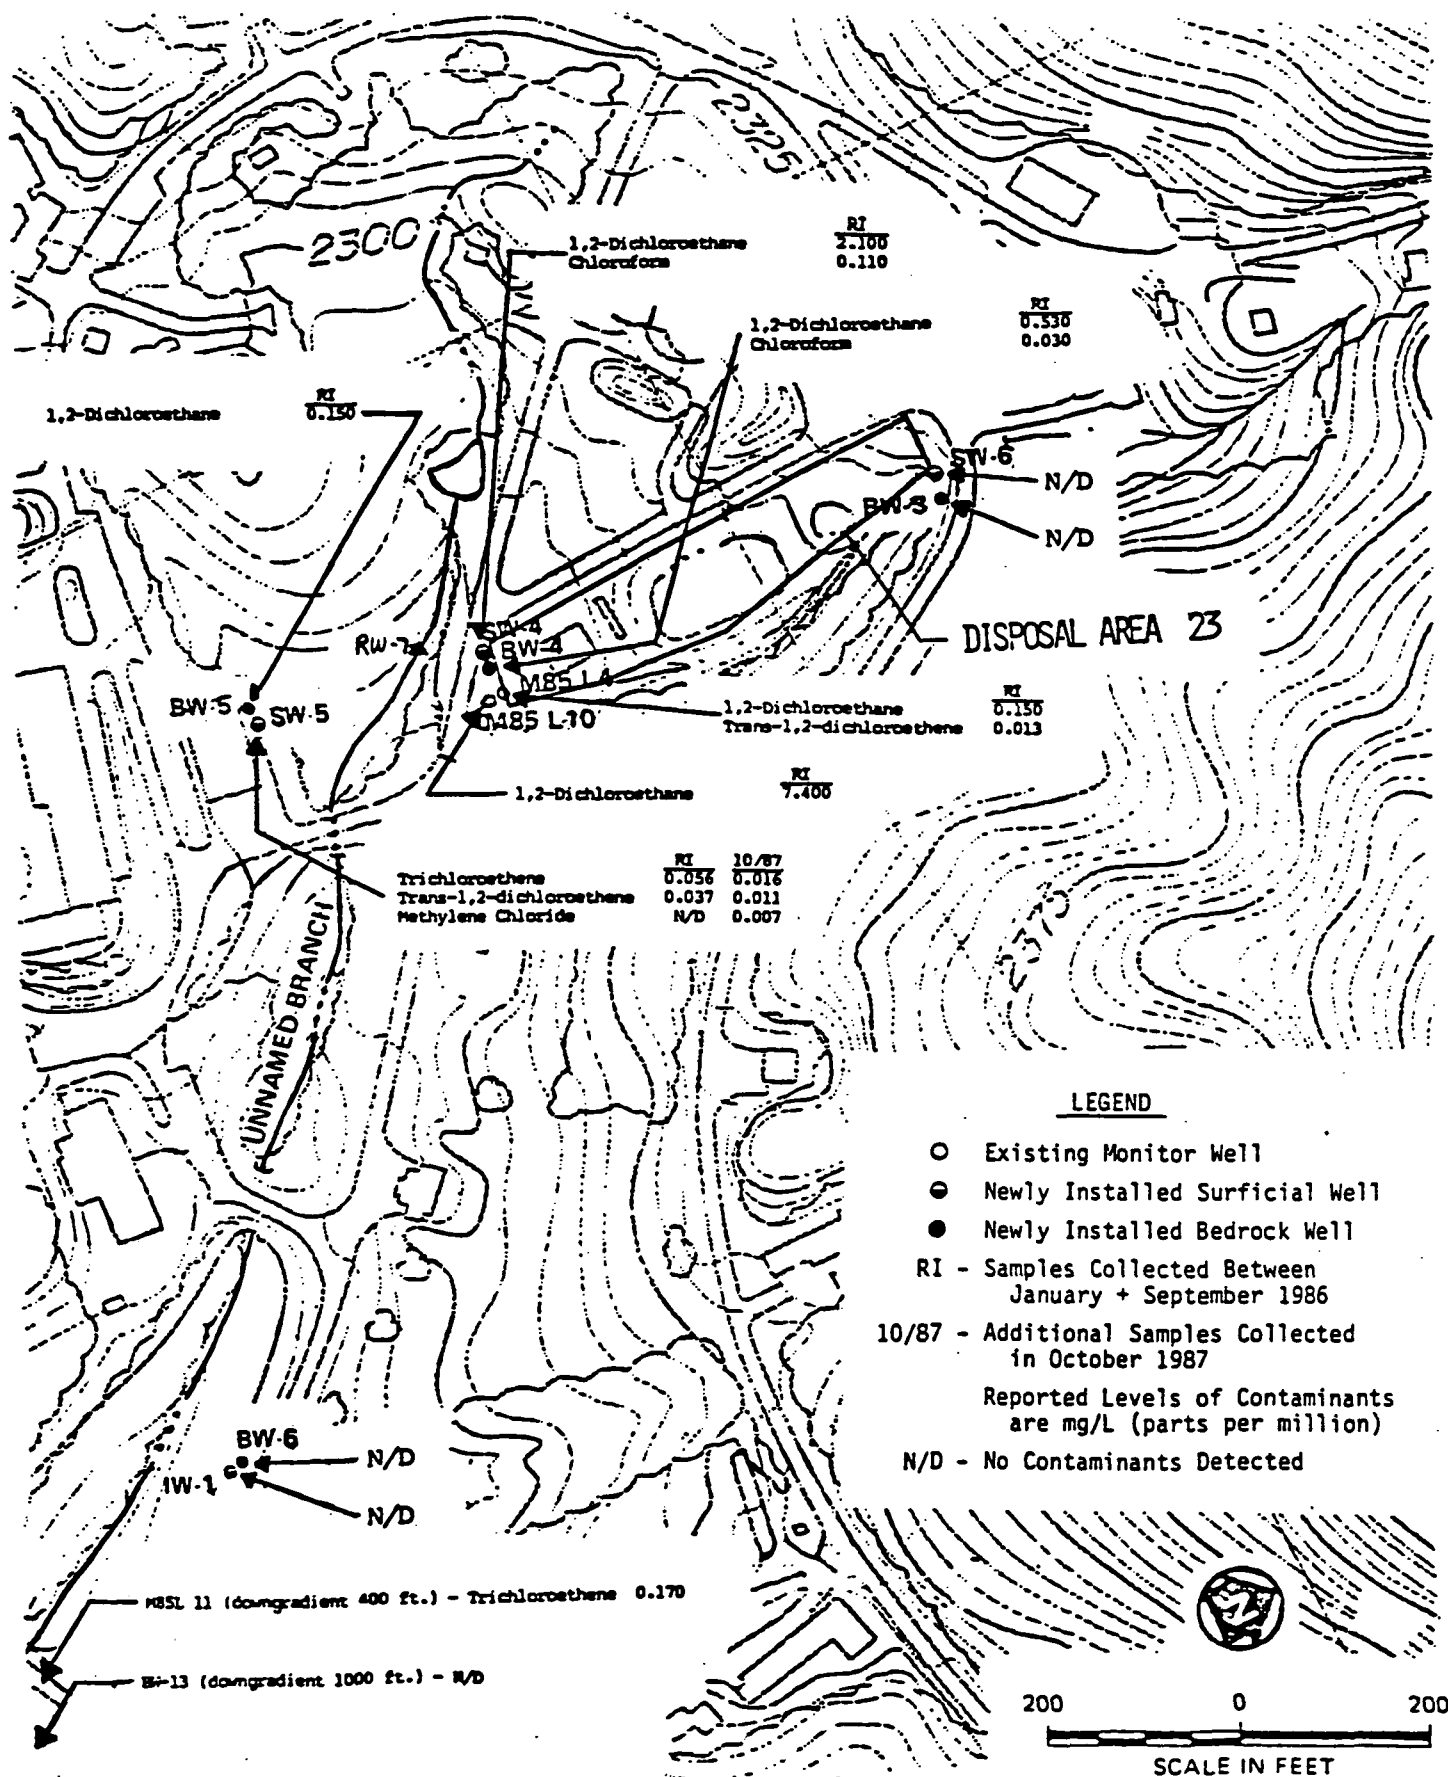 2325
2300
1,2-Dichloroethane
Chloroform
RI
2.100
0.110
1,2-Dichloroethane
Chloroform
RI
0.530
0.030
1,2-Dichloroethane
RI
0.150
SW-6
N/D
BW-3
N/D
DISPOSAL AREA 23
SW-4
BW-4
M85 L4
M85 L-10
BW-5
SW-5
1,2-Dichloroethane
Trans-1,2-dichloroethene
RI
0.150
0.013
1,2-Dichloroethane
RI
7.400
RI 10/87
Trichloroethene 0.056 0.016
Trans-1,2-dichloroethene 0.037 0.011
Methylene Chloride N/D 0.007
UNNAMED BRANCH
2375
LEGEND
Existing Monitor Well
Newly Installed Surficial Well
Newly Installed Bedrock Well
RI - Samples Collected Between
January + September 1986
10/87 - Additional Samples Collected
in October 1987
Reported Levels of Contaminants
are mg/L (parts per million)
N/D - No Contaminants Detected
BW-6
N/D
IW-1
N/D
M85L 11 (downgradient 400 ft.) - Trichloroethene 0.170
(downgradient 1000 ft.) - N/D
200 0 200
SCALE IN FEET